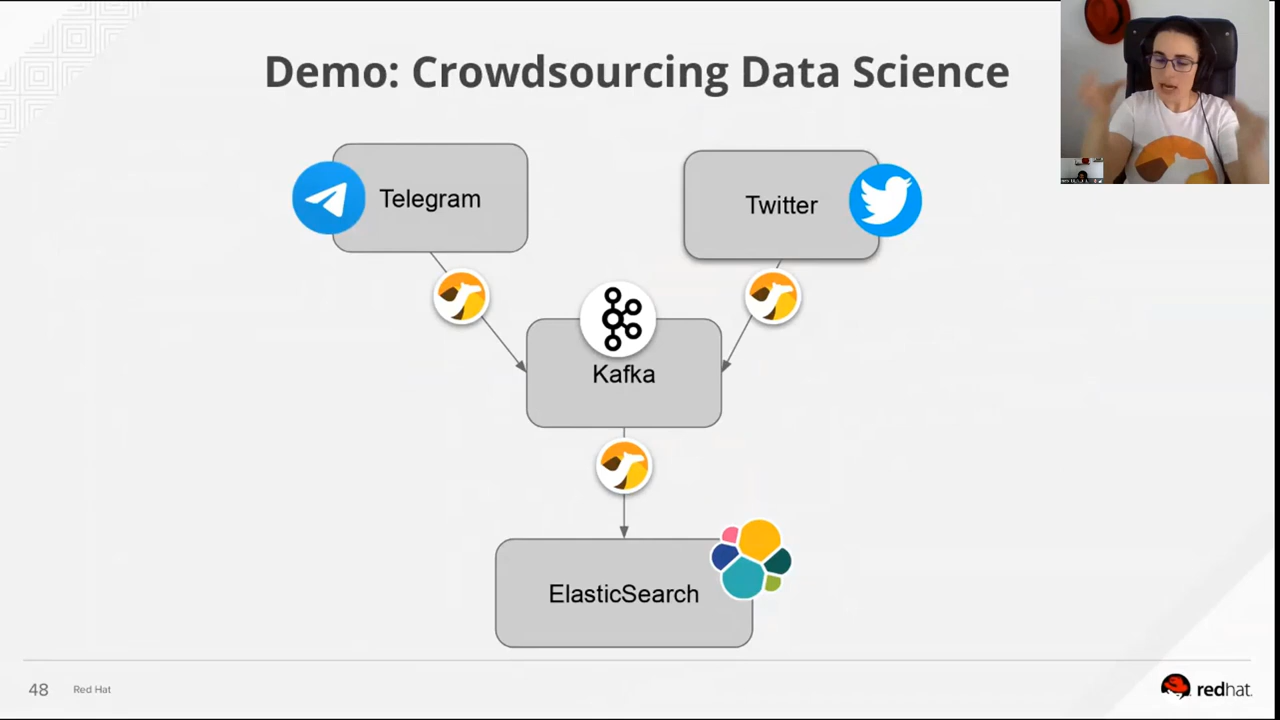 Demo: Crowdsourcing Data Science
Telegram
Twitter
Kafka
ElasticSearch
48
Red Hat
redhat.